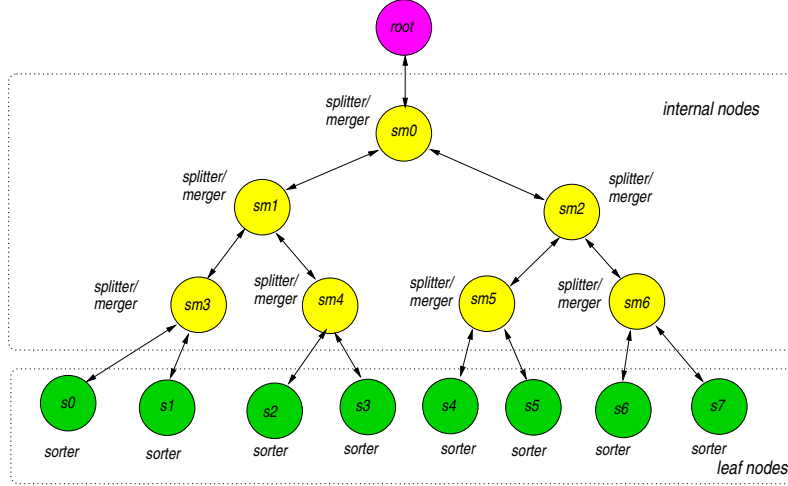 root
splitter/
merger
sm0
internal nodes
splitter/
merger
sm1
sm2
splitter/
merger
splitter/
merger
sm3
splitter/
merger
sm4
splitter/
merger
sm5
splitter/
merger
sm6
s0
s1
s2
s3
s4
s5
s6
s7
sorter
sorter
sorter
sorter
sorter
sorter
sorter
sorter
leaf nodes